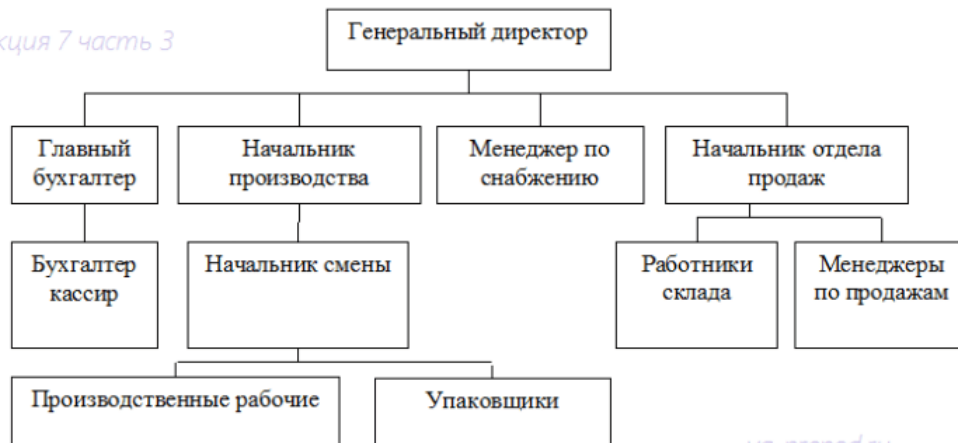 кция 7 часть 3
Генеральный директор
Главный
бухгалтер
Начальник
производства
Менеджер по
снабжению
Начальник отдела
продаж
Бухгалтер
кассир
Начальник смены
Работники
склада
Менеджеры
по продажам
Производственные рабочие
Упаковщики